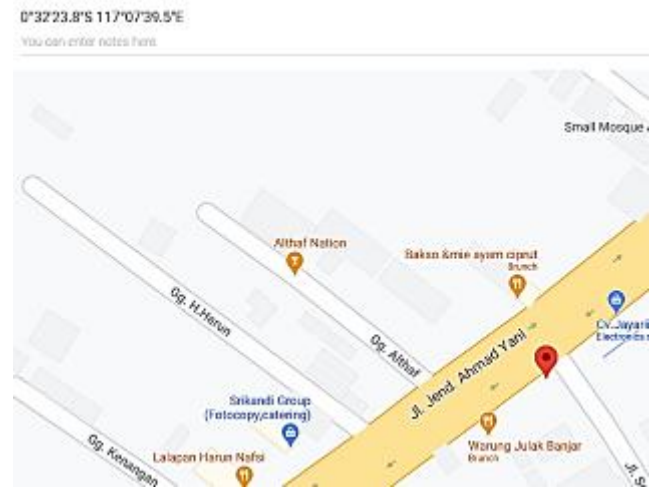 0°32'23.8"S 117°07'39.5"E
You can enter notes here
Small Mosque
Althaf Nation
Bakso &mie ayam ciprut
Brunch
Gg. H.Harun
Gg. Althaf
Jl. Jend. Ahmad Yani
Electronics
Srikandi Group
(Fotocopy,catering)
Warung Julak Banjar
Brunch
Lalapan Harun Nafsi
Gg. Kenangan